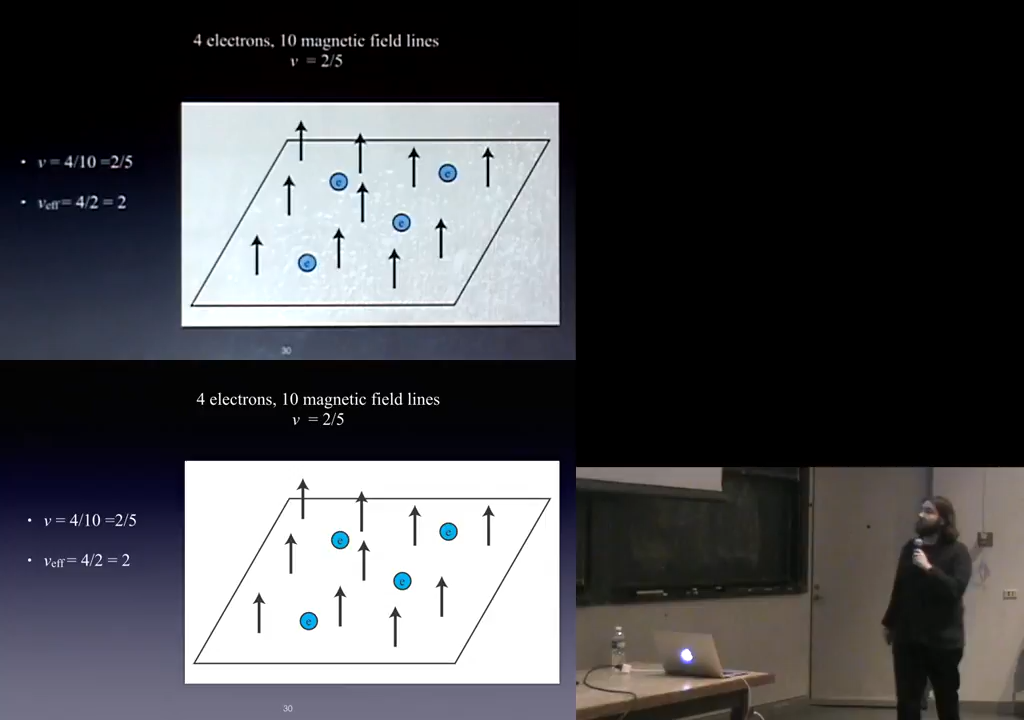 4 electrons, 10 magnetic field lines
ν = 2/5
• ν = 4/10 =2/5
• νeff = 4/2 = 2
e
e
e
e
30
4 electrons, 10 magnetic field lines
ν = 2/5
• ν = 4/10 =2/5
• νeff = 4/2 = 2
e
e
e
e
30